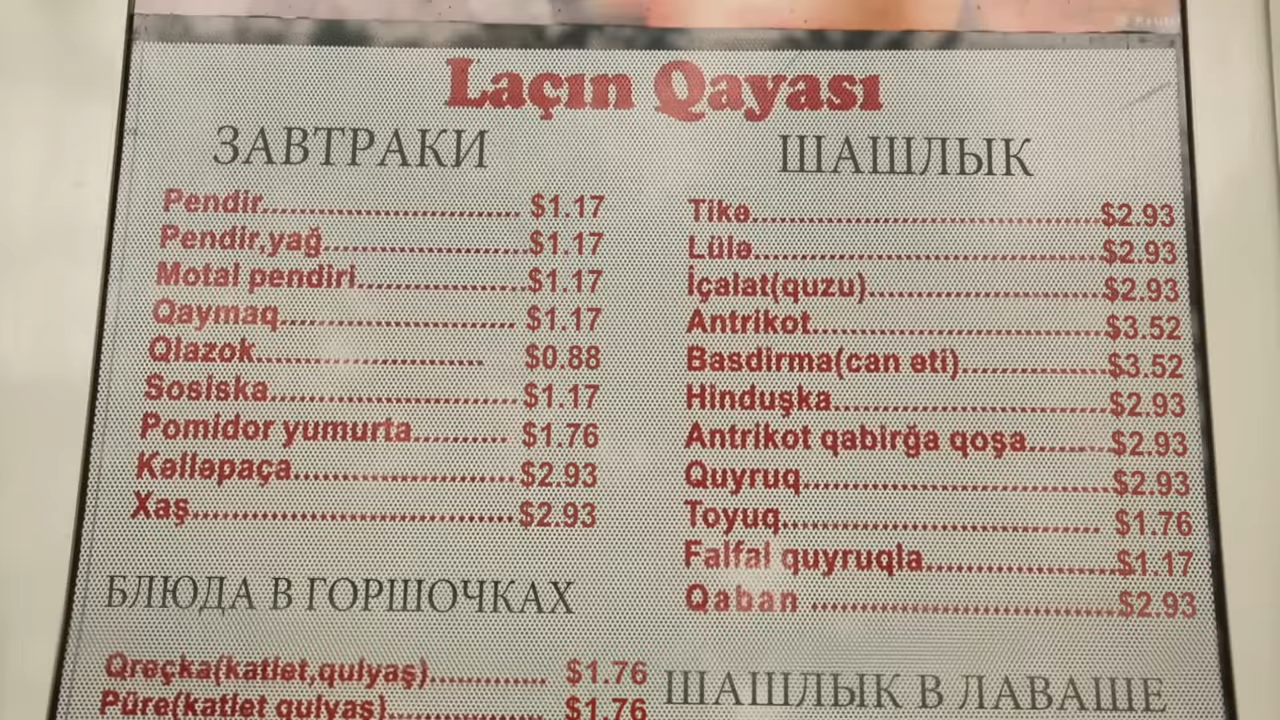 Laçın Qayası
ЗАВТРАКИ
Pendir................................ $1.17
Pendir,yağ.........................$1.17
Motal pendiri.....................$1.17
Qaymaq............................. $1.17
Qlazok............................ $0.88
Sosiska..............................$1.17
Pomidor yumurta........... $1.76
Kəlləpaça...........................$2.93
Xaş.......................................$2.93
БЛЮДА В ГОРШОЧКАХ
Qreçka(katlet,qulyaş)............. $1.76
Püre(katlet qulyaş)................. $1.76
ШАШЛЫК
Tikə..........................................$2.93
Lülə..........................................$2.93
İçalat(quzu)............................$2.93
Antrikot...................................$3.52
Basdirma(can əti)..................$3.52
Hinduşka.................................$2.93
Antrikot qabirğa qoşa..........$2.93
Quyruq.....................................$2.93
Toyuq....................................... $1.76
Falfal quyruqla.......................$1.17
Qaban .....................................$2.93
ШАШЛЫК В ЛАВАШЕ